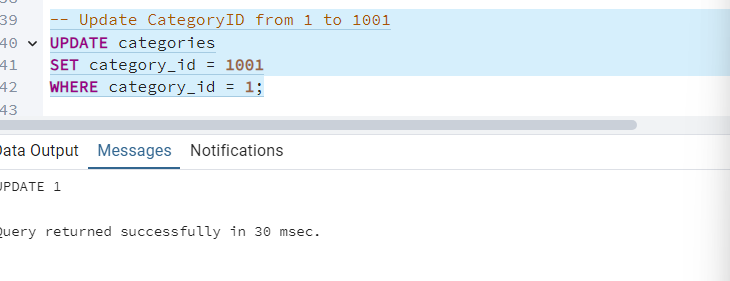 39 -- Update CategoryID from 1 to 1001
40 UPDATE categories
41 SET category_id = 1001
42 WHERE category_id = 1;
43
Data Output Messages Notifications
UPDATE 1
Query returned successfully in 30 msec.